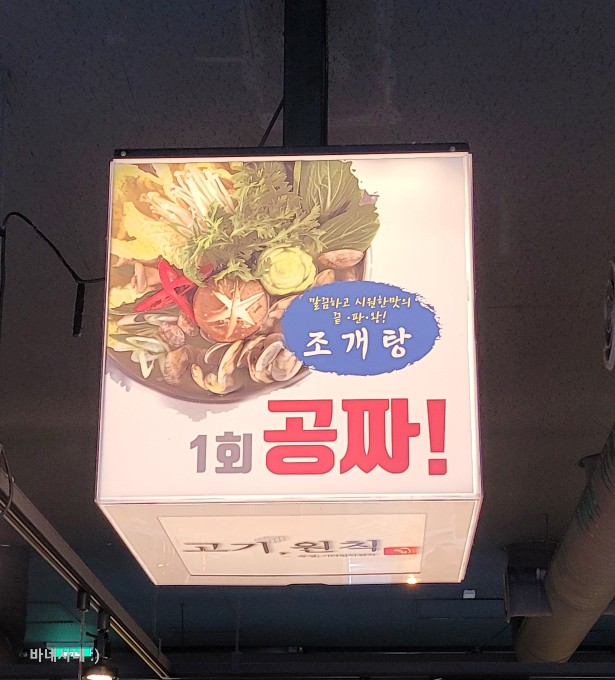 말끔하고 시원한맛의
끝·판·왕!
조개탕
1회 공짜!
고기, 원칙